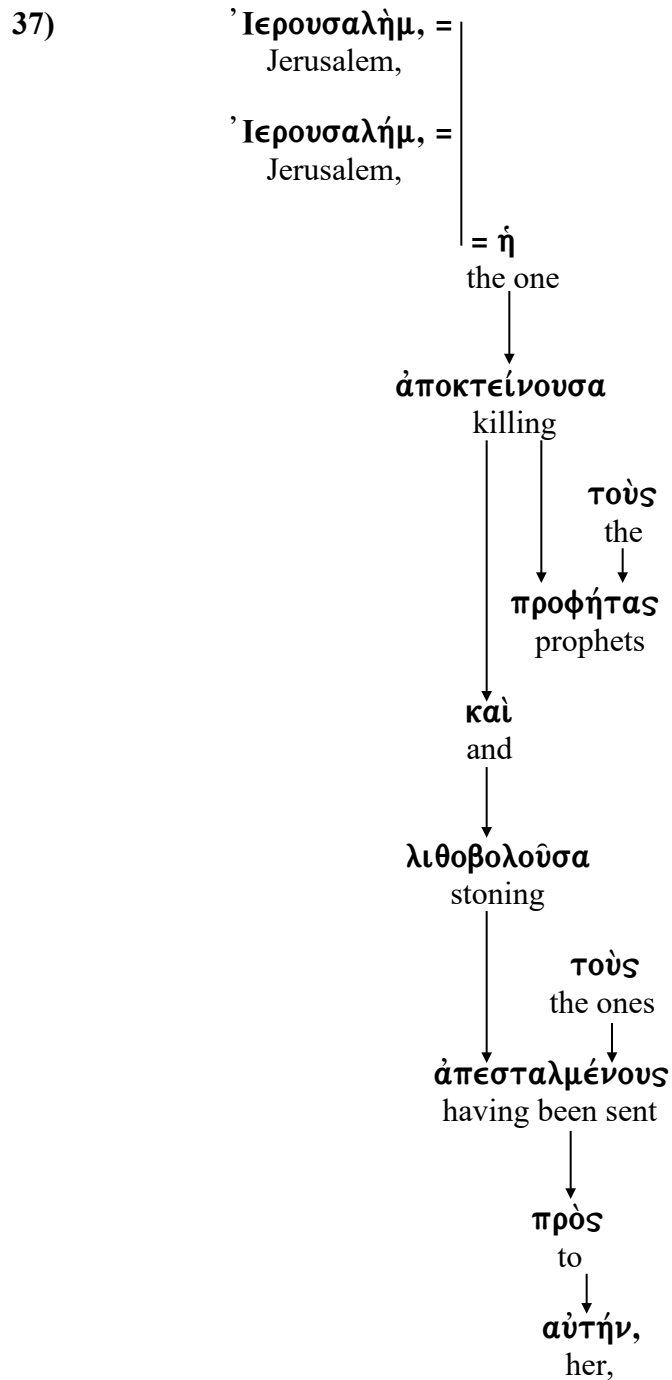 37) Ἰερουσαλὴμ, =
Jerusalem,
Ἰερουσαλήμ, =
Jerusalem,
= ἡ
the one
ἀποκτείνουσα
killing
τοὺς
the
προφήτας
prophets
καὶ
and
λιθοβολοῦσα
stoning
τοὺς
the ones
ἀπεσταλμένους
having been sent
πρὸς
to
αὐτήν,
her,